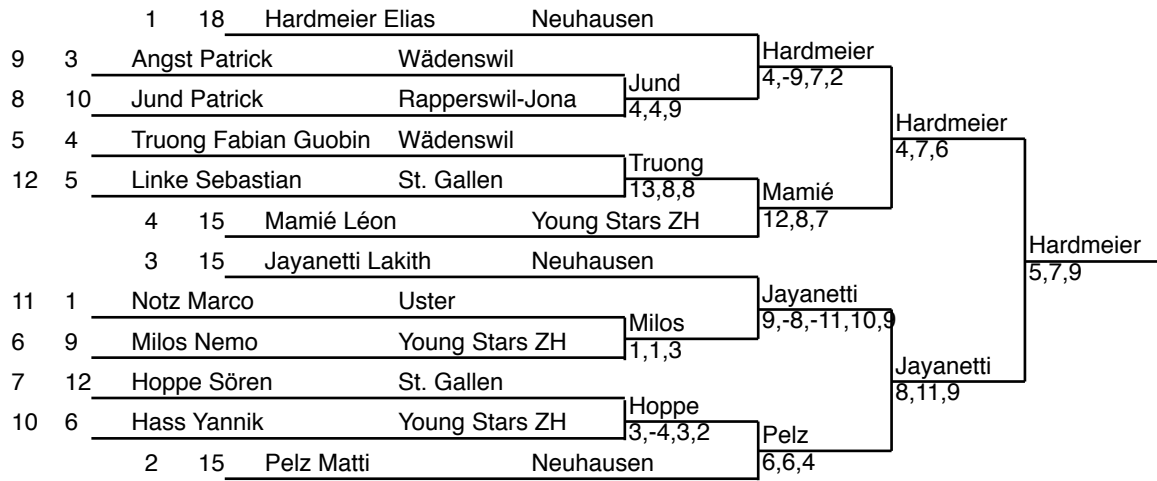 1 18 Hardmeier Elias Neuhausen
Hardmeier
9 3 Angst Patrick Wädenswil
4,-9,7,2
Jund
8 10 Jund Patrick Rapperswil-Jona
4,4,9
Hardmeier
5 4 Truong Fabian Guobin Wädenswil
4,7,6
Truong
12 5 Linke Sebastian St. Gallen
13,8,8
Mamié
4 15 Mamié Léon Young Stars ZH
12,8,7
Hardmeier
3 15 Jayanetti Lakith Neuhausen
5,7,9
Jayanetti
11 1 Notz Marco Uster
9,-8,-11,10,9
Milos
6 9 Milos Nemo Young Stars ZH
1,1,3
Jayanetti
7 12 Hoppe Sören St. Gallen
8,11,9
Hoppe
10 6 Hass Yannik Young Stars ZH
3,-4,3,2
Pelz
2 15 Pelz Matti Neuhausen
6,6,4